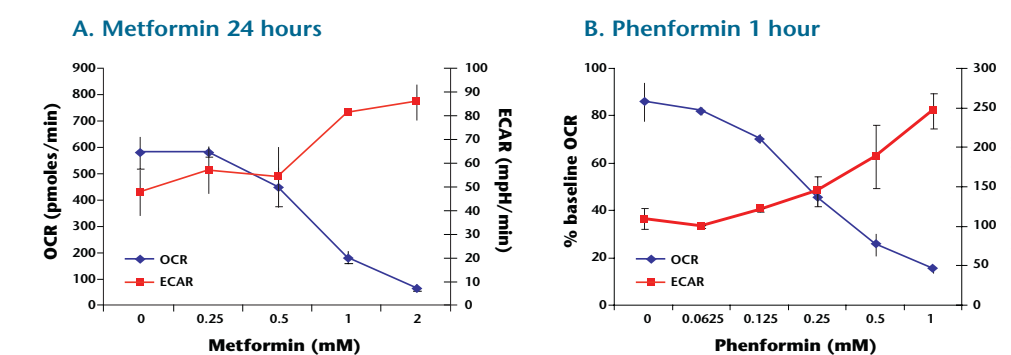 A. Metformin 24 hours
900
800
700
600
500
400
300
200
100
0
OCR (pmoles/min)
100
90
80
70
60
50
40
30
20
10
0
ECAR (mpH/min)
OCR
ECAR
0 0.25 0.5 1 2
Metformin (mM)
B. Phenformin 1 hour
100
80
60
40
20
0
% baseline OCR
300
250
200
150
100
50
0
OCR
ECAR
0 0.0625 0.125 0.25 0.5 1
Phenformin (mM)